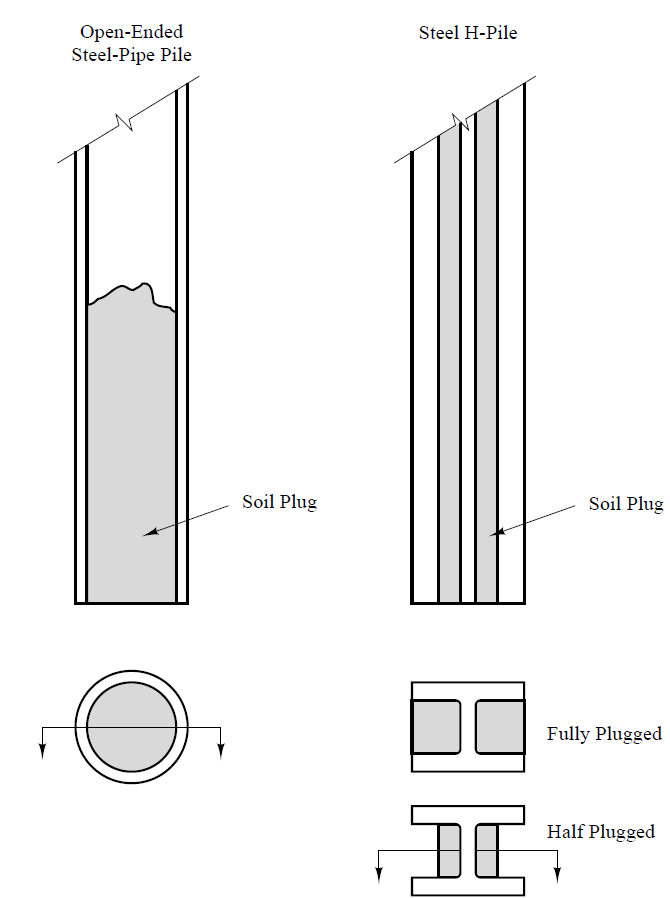 Open-Ended
Steel-Pipe Pile
Steel H-Pile
Soil Plug
Soil Plug
Fully Plugged
Half Plugged